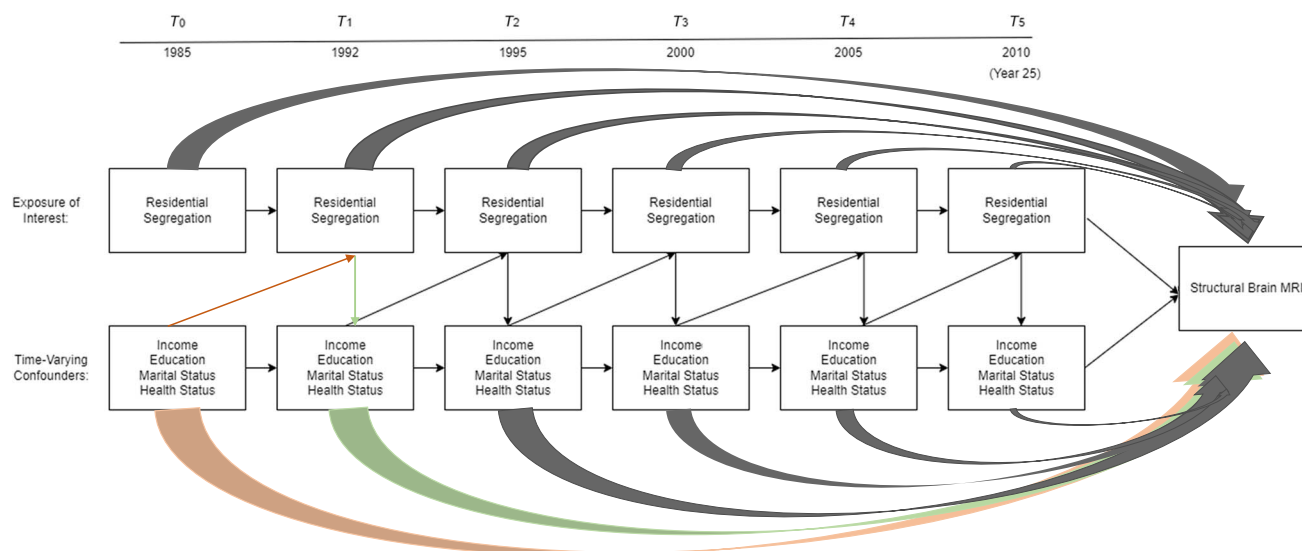 T0 T1 T2 T3 T4 T5
1985 1992 1995 2000 2005 2010
(Year 25)
Exposure of
Interest:
Residential
Segregation
Residential
Segregation
Residential
Segregation
Residential
Segregation
Residential
Segregation
Residential
Segregation
Structural Brain MRI
Time-Varying
Confounders:
Income
Education
Marital Status
Health Status
Income
Education
Marital Status
Health Status
Income
Education
Marital Status
Health Status
Income
Education
Marital Status
Health Status
Income
Education
Marital Status
Health Status
Income
Education
Marital Status
Health Status